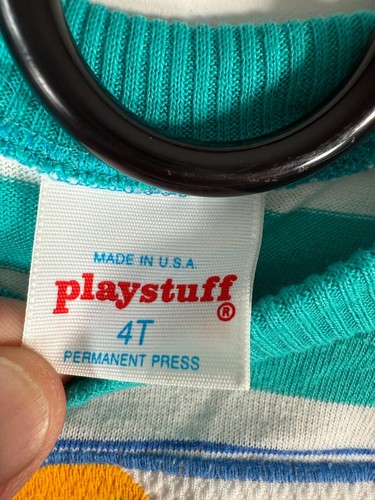 MADE IN U.S.A.
playstuff®
4T
PERMANENT PRESS